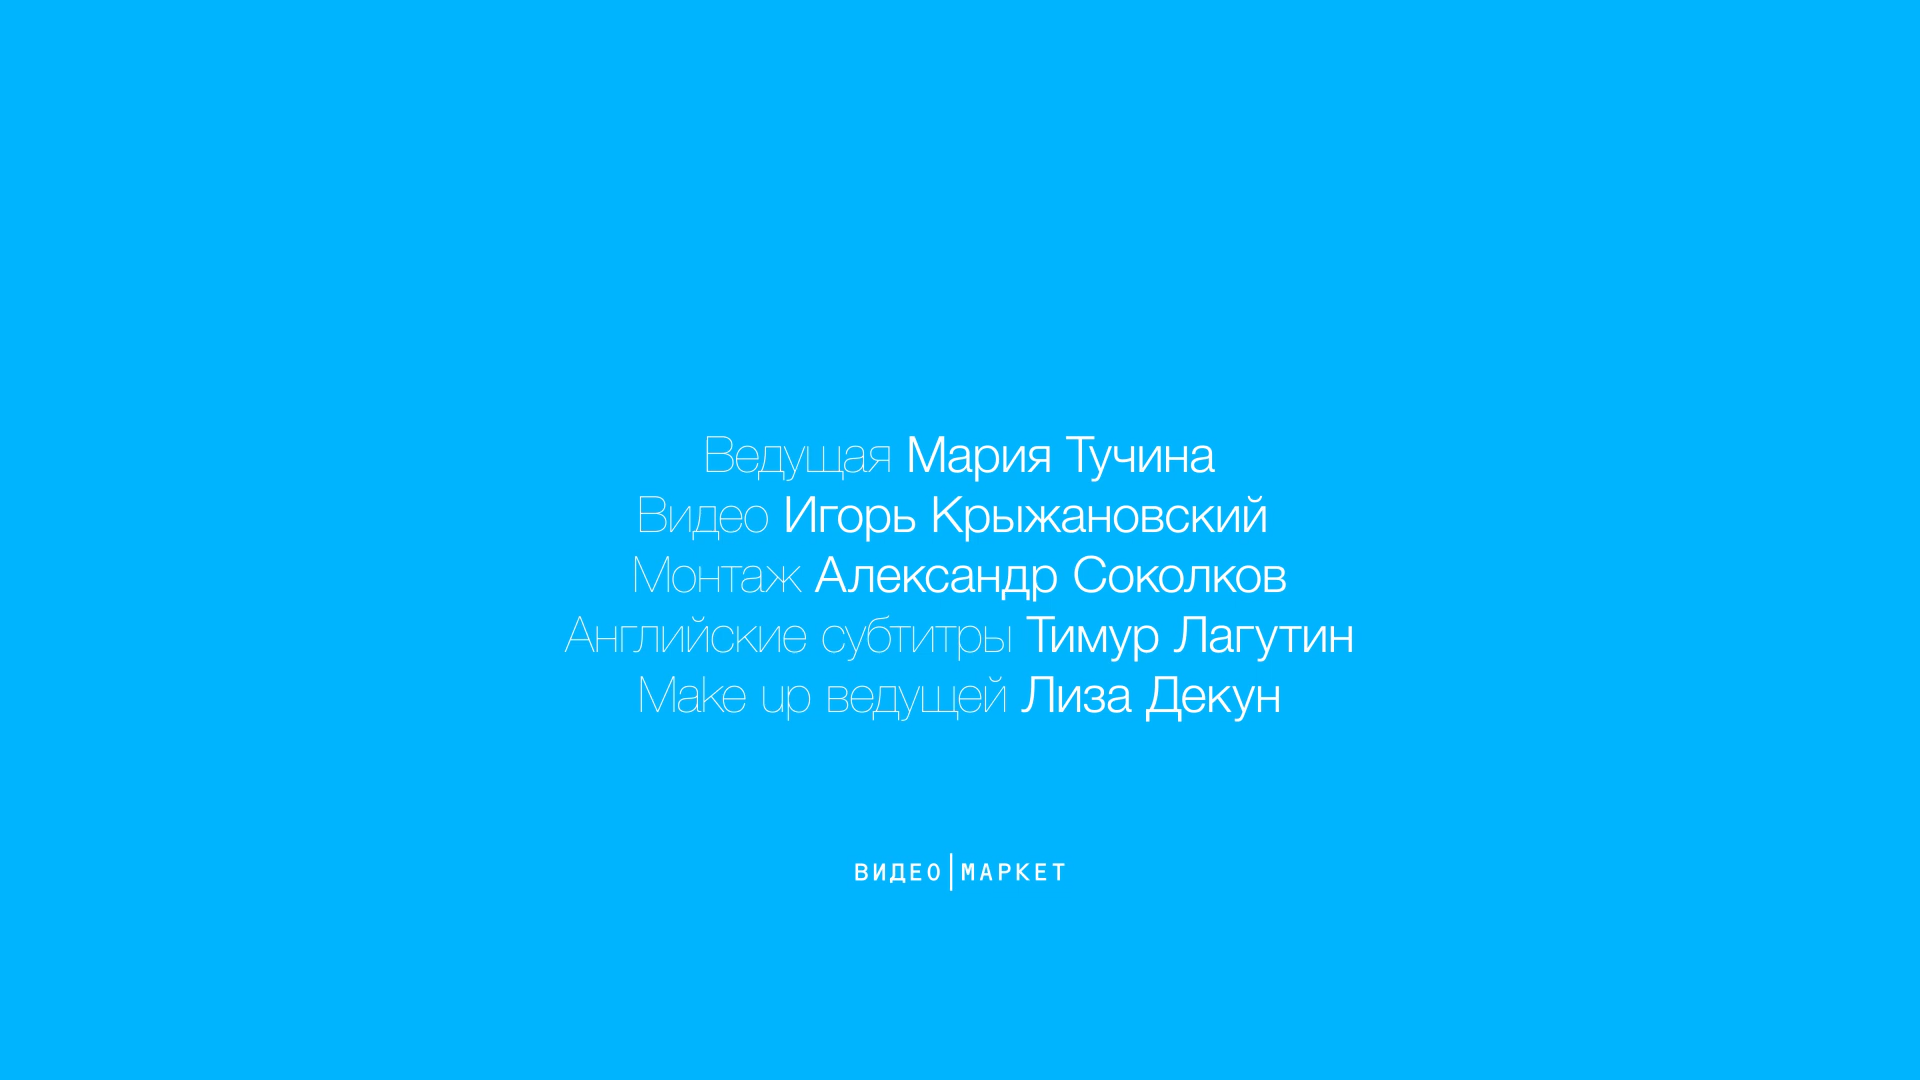 Ведущая Мария Тучина
Видео Игорь Крыжановский
Монтаж Александр Соколков
Английские субтитры Тимур Лагутин
Make up ведущей Лиза Декун
ВИДЕО|МАРКЕТ